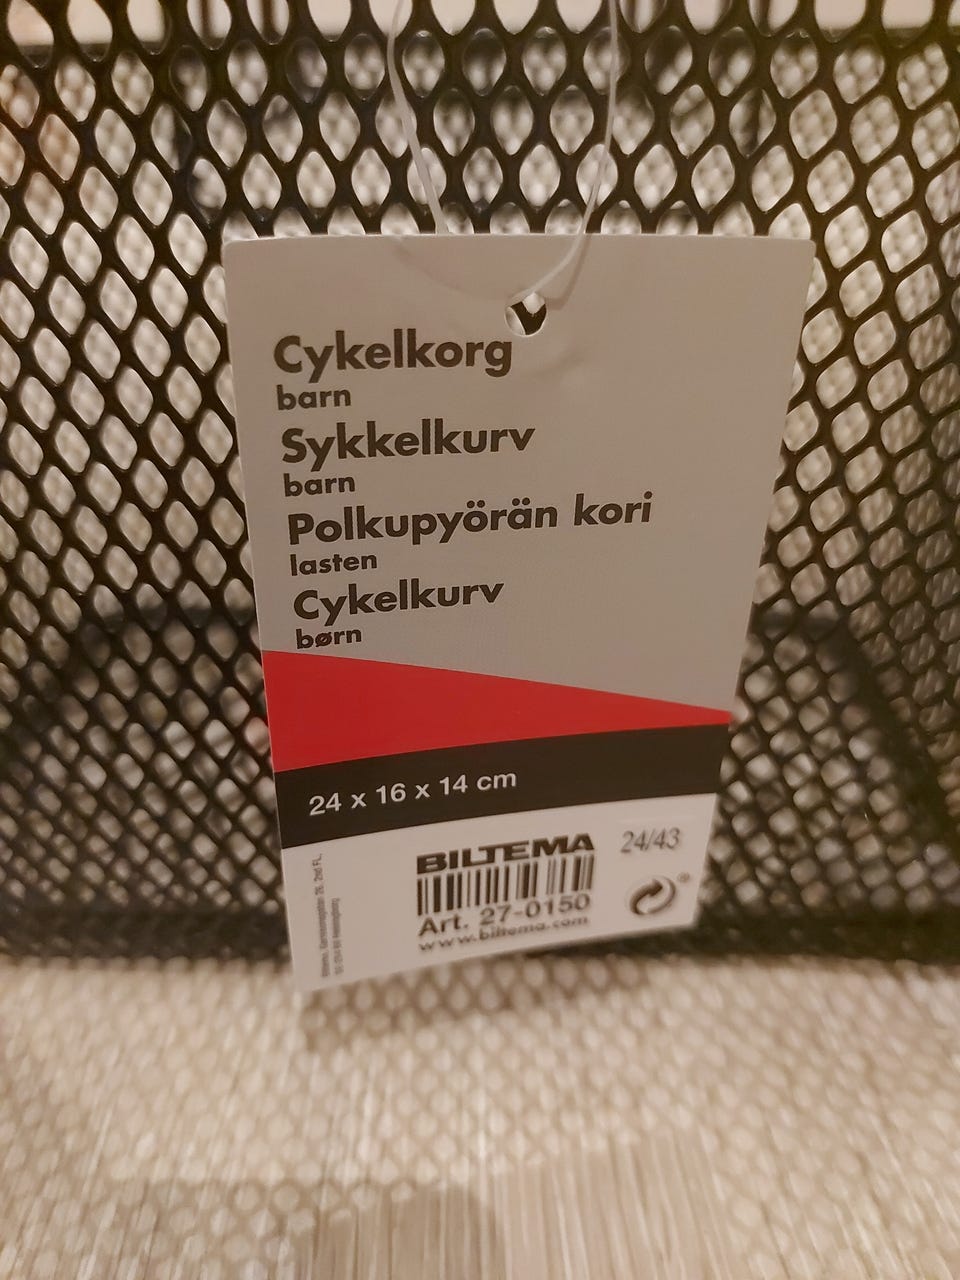 Cykelkorg
barn
Sykkelkurv
barn
Polkupyörän kori
lasten
Cykelkurv
børn
24 x 16 x 14 cm
BILTEMA
24/43
Art. 27-0150
®
www.biltema.com